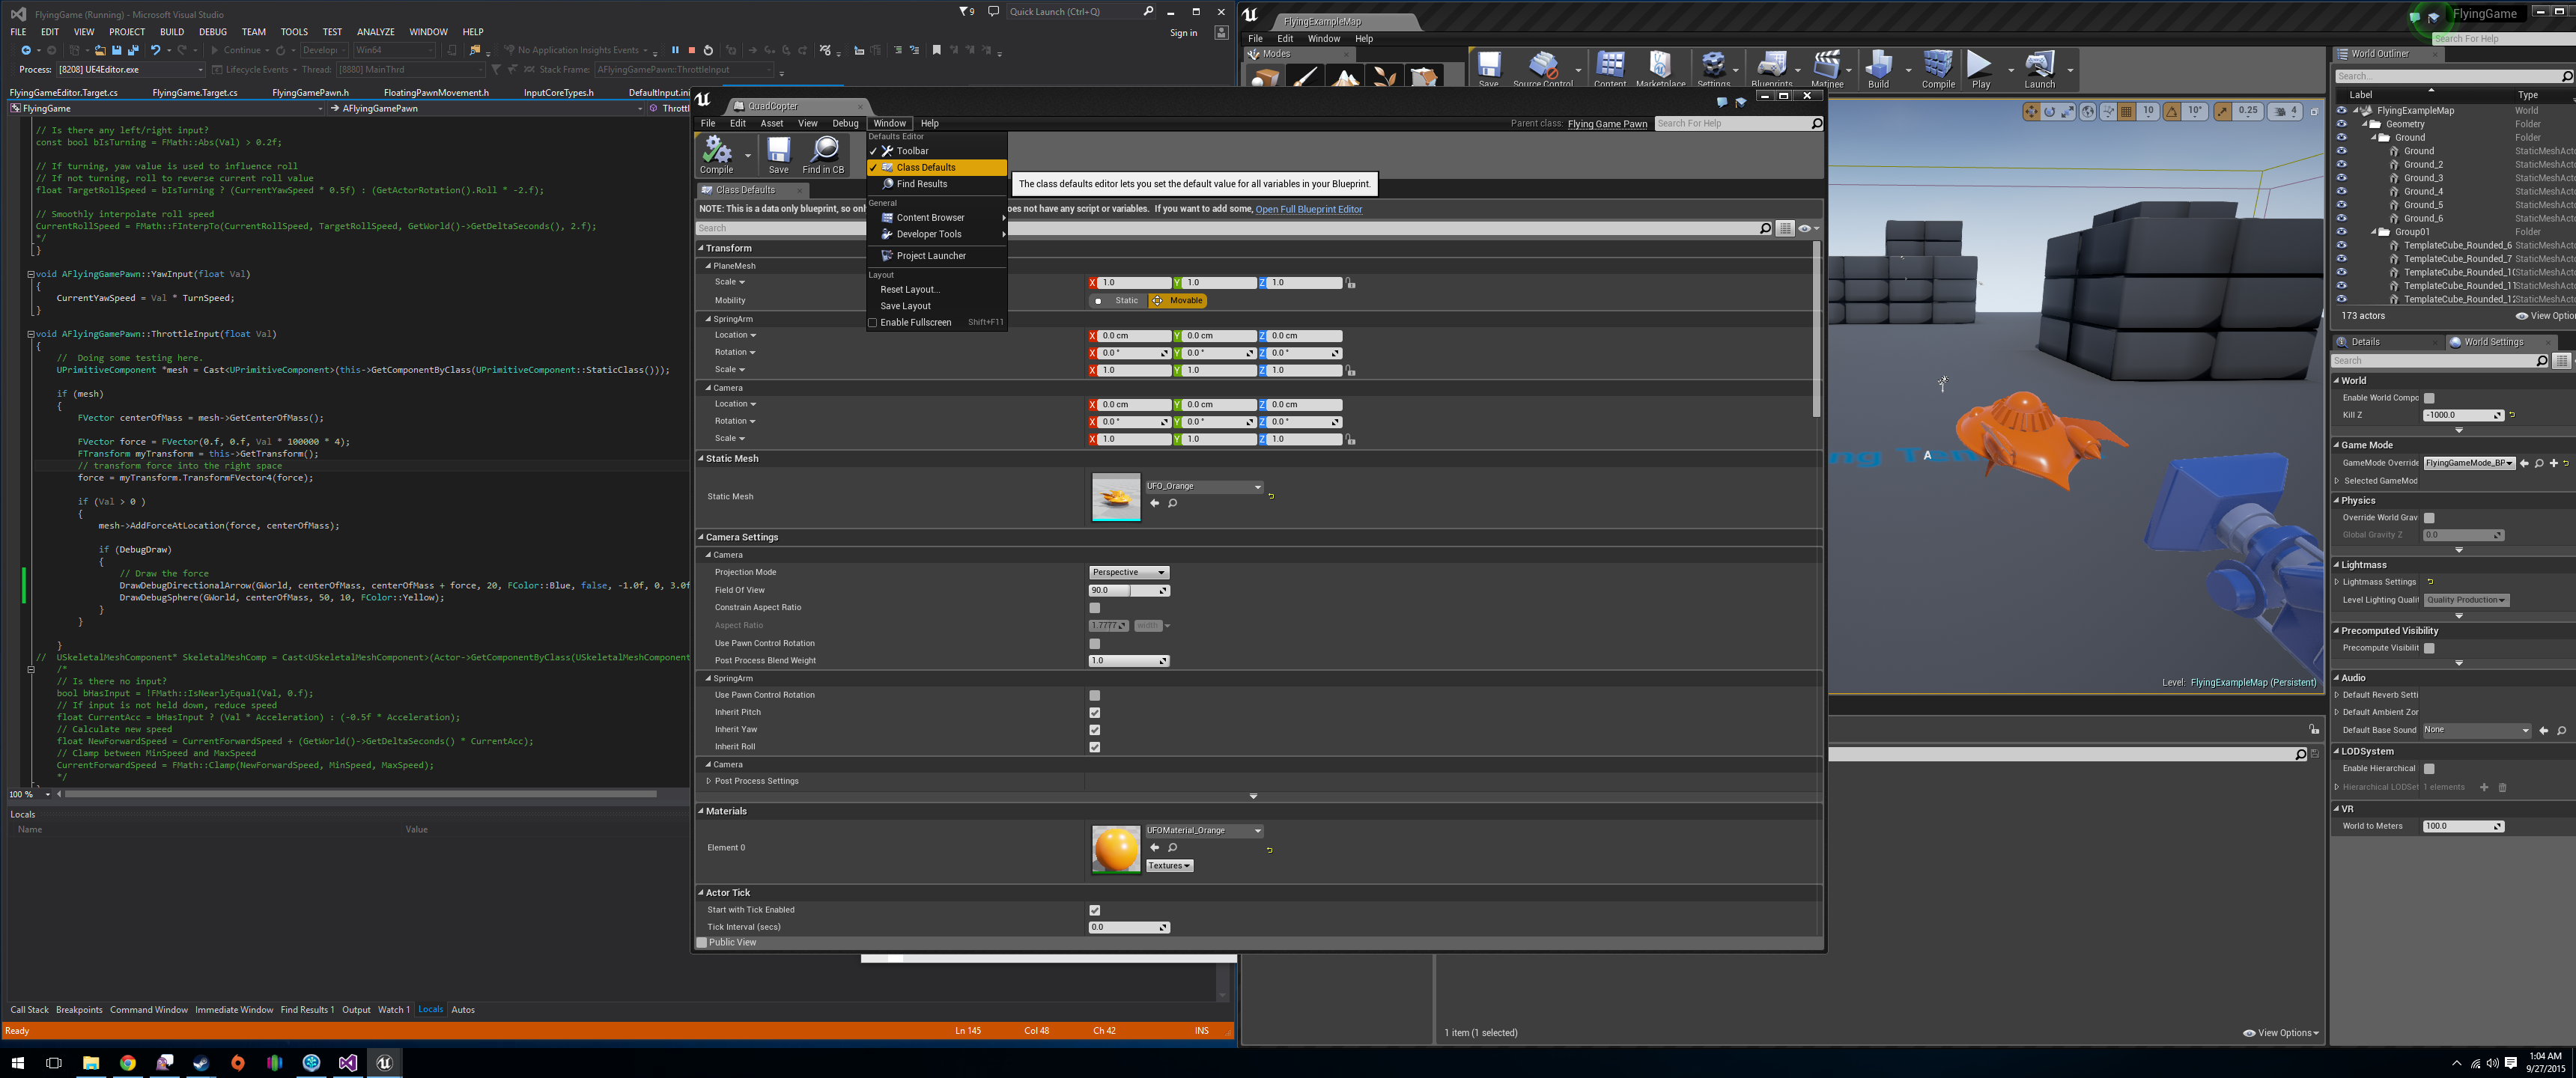 FlyingGame (Running) - Microsoft Visual Studio
9
Quick Launch (Ctrl+Q)
FILE EDIT VIEW PROJECT BUILD DEBUG TEAM TOOLS TEST ANALYZE WINDOW HELP
Sign in
Continue Develop Win64 No Application Insights Events
Process: [8208] UE4Editor.exe Lifecycle Events Thread: [8880] MainThrd Stack Frame: AFlyingGamePawn::ThrottleInput
FlyingGameEditor.Target.cs FlyingGame.Target.cs FlyingGamePawn.h FloatingPawnMovement.h InputCoreTypes.h DefaultInput.ini
FlyingGame AFlyingGamePawn Thrott
// Is there any left/right input?
const bool bIsTurning = FMath::Abs(Val) > 0.2f;
// If turning, yaw value is used to influence roll
// If not turning, roll to reverse current roll value
float TargetRollSpeed = bIsTurning ? (CurrentYawSpeed * 0.5f) : (GetActorRotation().Roll * -2.f);
// Smoothly interpolate roll speed
CurrentRollSpeed = FMath::FInterpTo(CurrentRollSpeed, TargetRollSpeed, GetWorld()->GetDeltaSeconds(), 2.f);
*/
}
void AFlyingGamePawn::YawInput(float Val)
{
CurrentYawSpeed = Val * TurnSpeed;
}
void AFlyingGamePawn::ThrottleInput(float Val)
{
// Doing some testing here.
UPrimitiveComponent *mesh = Cast<UPrimitiveComponent>(this->GetComponentByClass(UPrimitiveComponent::StaticClass()));
if (mesh)
{
FVector centerOfMass = mesh->GetCenterOfMass();
FVector force = FVector(0.f, 0.f, Val * 100000 * 4);
FTransform myTransform = this->GetTransform();
// transform force into the right space
force = myTransform.TransformFVector4(force);
if (Val > 0 )
{
mesh->AddForceAtLocation(force, centerOfMass);
if (DebugDraw)
{
// Draw the force
DrawDebugDirectionalArrow(GWorld, centerOfMass, centerOfMass + force, 20, FColor::Blue, false, -1.0f, 0, 3.0f
DrawDebugSphere(GWorld, centerOfMass, 50, 10, FColor::Yellow);
}
}
}
// USkeletalMeshComponent* SkeletalMeshComp = Cast<USkeletalMeshComponent>(Actor->GetComponentByClass(USkeletalMeshComponent
/*
// Is there no input?
bool bHasInput = !FMath::IsNearlyEqual(Val, 0.f);
// If input is not held down, reduce speed
float CurrentAcc = bHasInput ? (Val * Acceleration) : (-0.5f * Acceleration);
// Calculate new speed
float NewForwardSpeed = CurrentForwardSpeed + (GetWorld()->GetDeltaSeconds() * CurrentAcc);
// Clamp between MinSpeed and MaxSpeed
CurrentForwardSpeed = FMath::Clamp(NewForwardSpeed, MinSpeed, MaxSpeed);
*/
100 %
Locals
Name Value
Call Stack Breakpoints Command Window Immediate Window Find Results 1 Output Watch 1 Locals Autos
Ready Ln 145 Col 48 Ch 42 INS
QuadCopter
File Edit Asset View Debug Window Help
Parent class: Flying Game Pawn Search For Help
Compile Save Find in CB
Defaults Editor
Toolbar
Class Defaults
Find Results
General
Content Browser
Developer Tools
Project Launcher
Layout
Reset Layout...
Save Layout
Enable Fullscreen Shift+F11
The class defaults editor lets you set the default value for all variables in your Blueprint.
Class Defaults
NOTE: This is a data only blueprint, so onl
oes not have any script or variables. If you want to add some, Open Full Blueprint Editor
Search
Transform
PlaneMesh
Scale X 1.0 Y 1.0 Z 1.0
Mobility Static Movable
SpringArm
Location X 0.0 cm Y 0.0 cm Z 0.0 cm
Rotation X 0.0 ° Y 0.0 ° Z 0.0 °
Scale X 1.0 Y 1.0 Z 1.0
Camera
Location X 0.0 cm Y 0.0 cm Z 0.0 cm
Rotation X 0.0 ° Y 0.0 ° Z 0.0 °
Scale X 1.0 Y 1.0 Z 1.0
Static Mesh
Static Mesh UFO_Orange
Camera Settings
Camera
Projection Mode Perspective
Field Of View 90.0
Constrain Aspect Ratio
Aspect Ratio 1.7777 width
Use Pawn Control Rotation
Post Process Blend Weight 1.0
SpringArm
Use Pawn Control Rotation
Inherit Pitch
Inherit Yaw
Inherit Roll
Camera
Post Process Settings
Materials
Element 0 UFOMaterial_Orange
Textures
Actor Tick
Start with Tick Enabled
Tick Interval (secs) 0.0
Public View
FlyingExampleMap
FlyingGame
File Edit Window Help
Search For Help
Modes
Save Source Control Content Marketplace Settings Blueprints Matinee Build Compile Play Launch
10 10° 0.25 4
ng Tem
A
Level: FlyingExampleMap (Persistent)
1 item (1 selected) View Options
World Outliner
Search...
Label Type
FlyingExampleMap World
Geometry Folder
Ground Folder
Ground StaticMeshActo
Ground_2 StaticMeshActo
Ground_3 StaticMeshActo
Ground_4 StaticMeshActo
Ground_5 StaticMeshActo
Ground_6 StaticMeshActo
Group01 Folder
TemplateCube_Rounded_6 StaticMeshActo
TemplateCube_Rounded_7 StaticMeshActo
TemplateCube_Rounded_10 StaticMeshActo
TemplateCube_Rounded_11 StaticMeshActo
TemplateCube_Rounded_12 StaticMeshActo
173 actors View Optio
Details World Settings
Search
World
Enable World Compo
Kill Z -1000.0
Game Mode
GameMode Override FlyingGameMode_BP
Selected GameMod
Physics
Override World Grav
Global Gravity Z 0.0
Lightmass
Lightmass Settings
Level Lighting Qualit Quality Production
Precomputed Visibility
Precompute Visibilit
Audio
Default Reverb Setti
Default Ambient Zor
Default Base Sound None
LODSystem
Enable Hierarchical
Hierarchical LODSet 1 elements
VR
World to Meters 100.0
1:04 AM
9/27/2015